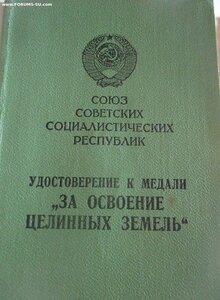 © www.FORUMS-SU.com
СОЮЗ
СОВЕТСКИХ
СОЦИАЛИСТИЧЕСКИХ
РЕСПУБЛИК
УДОСТОВЕРЕНИЕ К МЕДАЛИ
„ЗА ОСВОЕНИЕ
ЦЕЛИННЫХ ЗЕМЕЛЬ“